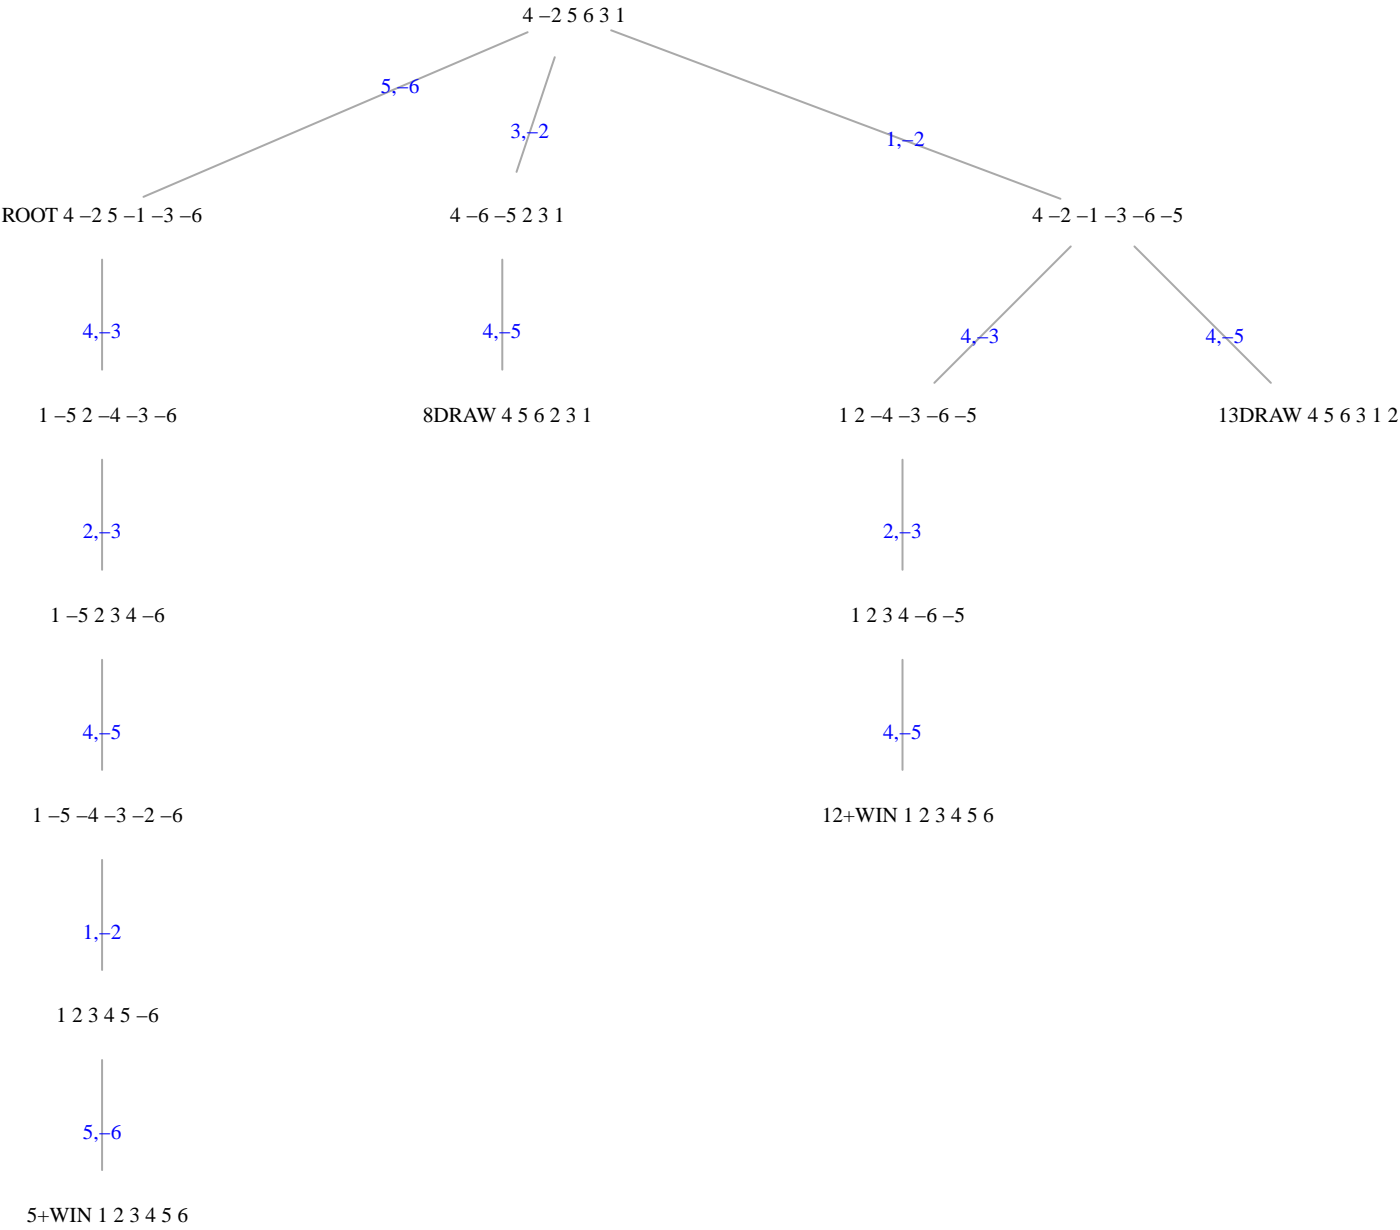 4 –2 5 6 3 1
5,–6
3,–2
1,–2
ROOT 4 –2 5 –1 –3 –6
4 –6 –5 2 3 1
4 –2 –1 –3 –6 –5
4,–3
4,–5
4,–3
4,–5
1 –5 2 –4 –3 –6
8DRAW 4 5 6 2 3 1
1 2 –4 –3 –6 –5
13DRAW 4 5 6 3 1 2
2,–3
2,–3
1 –5 2 3 4 –6
1 2 3 4 –6 –5
4,–5
4,–5
1 –5 –4 –3 –2 –6
12+WIN 1 2 3 4 5 6
1,–2
1 2 3 4 5 –6
5,–6
5+WIN 1 2 3 4 5 6